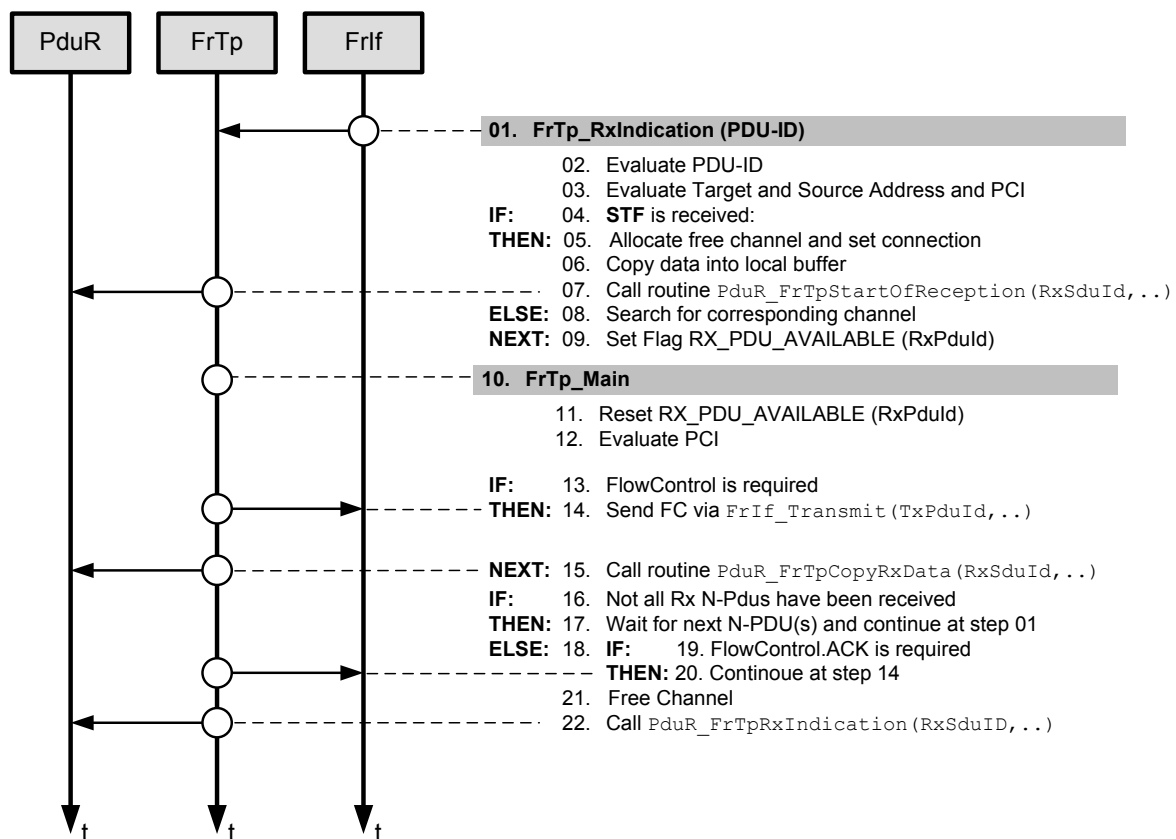 PduR
FrTp
FrIf
01. FrTp_RxIndication (PDU-ID)
02. Evaluate PDU-ID
03. Evaluate Target and Source Address and PCI
IF: 04. STF is received:
THEN: 05. Allocate free channel and set connection
06. Copy data into local buffer
07. Call routine PduR_FrTpStartOfReception(RxSduId,..)
ELSE: 08. Search for corresponding channel
NEXT: 09. Set Flag RX_PDU_AVAILABLE (RxPduId)
10. FrTp_Main
11. Reset RX_PDU_AVAILABLE (RxPduId)
12. Evaluate PCI
IF: 13. FlowControl is required
THEN: 14. Send FC via FrIf_Transmit(TxPduId,..)
NEXT: 15. Call routine PduR_FrTpCopyRxData(RxSduId,..)
IF: 16. Not all Rx N-Pdus have been received
THEN: 17. Wait for next N-PDU(s) and continue at step 01
ELSE: 18. IF: 19. FlowControl.ACK is required
THEN: 20. Continoue at step 14
21. Free Channel
22. Call PduR_FrTpRxIndication(RxSduID,..)
t
t
t